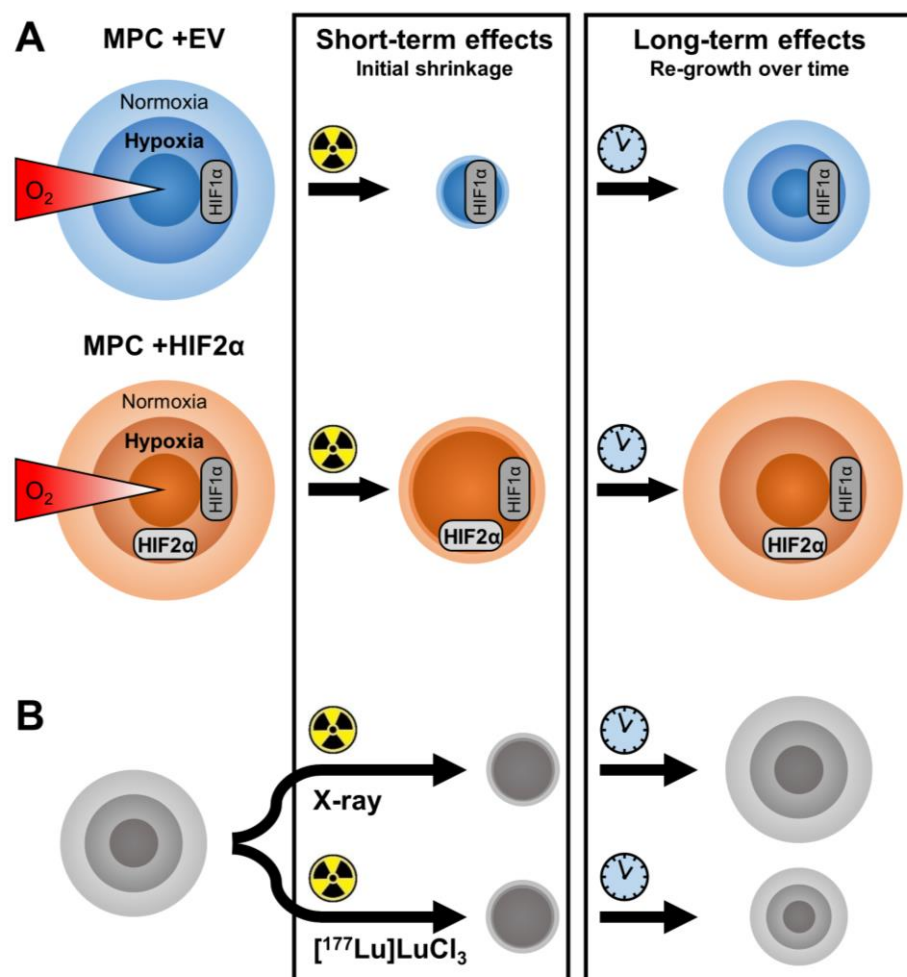 A
MPC +EV
Short-term effects
Initial shrinkage
Long-term effects
Re-growth over time
Normoxia
Hypoxia
O₂
HIF1α
HIF1α
HIF1α
MPC +HIF2α
Normoxia
Hypoxia
O₂
HIF1α
HIF2α
HIF1α
HIF2α
HIF1α
HIF2α
B
X-ray
[¹⁷⁷Lu]LuCl₃